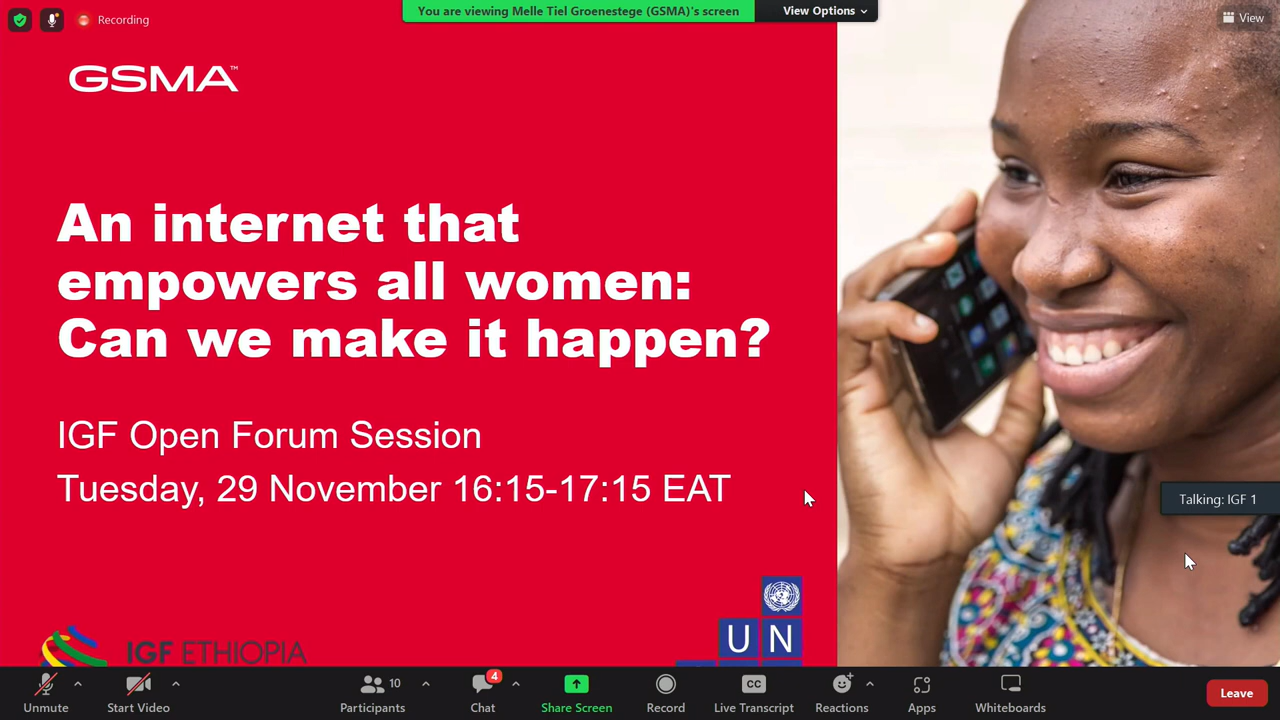 Recording
You are viewing Melle Tiel Groenestege (GSMA)'s screen
View Options
View
GSMA™
An internet that
empowers all women:
Can we make it happen?
IGF Open Forum Session
Tuesday, 29 November 16:15-17:15 EAT
Talking: IGF 1
UN
IGF ETHIOPIA
Unmute
Start Video
10
Participants
4
Chat
Share Screen
Record
CC
Live Transcript
Reactions
Apps
Whiteboards
Leave